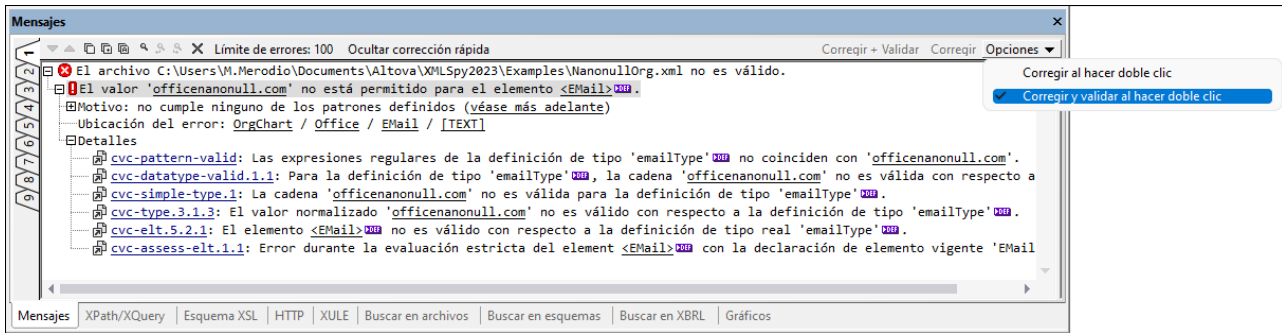 Mensajes
Límite de errores: 100 Ocultar corrección rápida Corregir + Validar Corregir Opciones
Corregir al hacer doble clic
Corregir y validar al hacer doble clic
1
2
3
4
5
6
7
8
9
El archivo C:\Users\M.Merodio\Documents\Altova\XMLSpy2023\Examples\NanonullOrg.xml no es válido.
El valor 'officenanonull.com' no está permitido para el elemento <EMail> DEF .
Motivo: no cumple ninguno de los patrones definidos (véase más adelante)
Ubicación del error: OrgChart / Office / EMail / [TEXT]
Detalles
cvc-pattern-valid: Las expresiones regulares de la definición de tipo 'emailType' DEF no coinciden con 'officenanonull.com'.
cvc-datatype-valid.1.1: Para la definición de tipo 'emailType' DEF , la cadena 'officenanonull.com' no es válida con respecto a
cvc-simple-type.1: La cadena 'officenanonull.com' no es válida para la definición de tipo 'emailType' DEF .
cvc-type.3.1.3: El valor normalizado 'officenanonull.com' no es válido con respecto a la definición de tipo 'emailType' DEF .
cvc-elt.5.2.1: El elemento <EMail> DEF no es válido con respecto a la definición de tipo real 'emailType' DEF .
cvc-assess-elt.1.1: Error durante la evaluación estricta del element <EMail> DEF con la declaración de elemento vigente 'EMail
Mensajes XPath/XQuery Esquema XSL HTTP XULE Buscar en archivos Buscar en esquemas Buscar en XBRL Gráficos